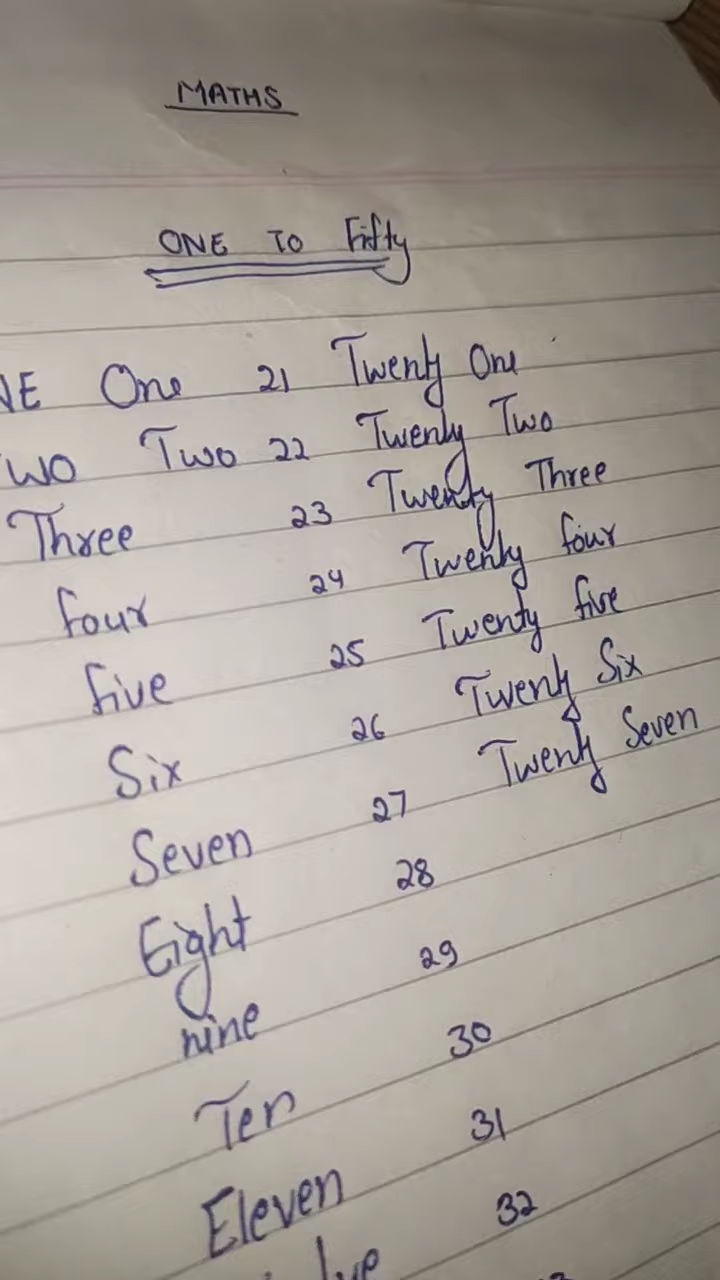 MATHS
ONE TO Fifty
NE One 21 Twenty One
WO Two 22 Twenty Two
Three 23 Twenty Three
four 24 Twenty four
five 25 Twenty five
Six 26 Twenty Six
Seven 27 Twenty Seven
Eight 28
nine 29
Ten 30
Eleven 31
32